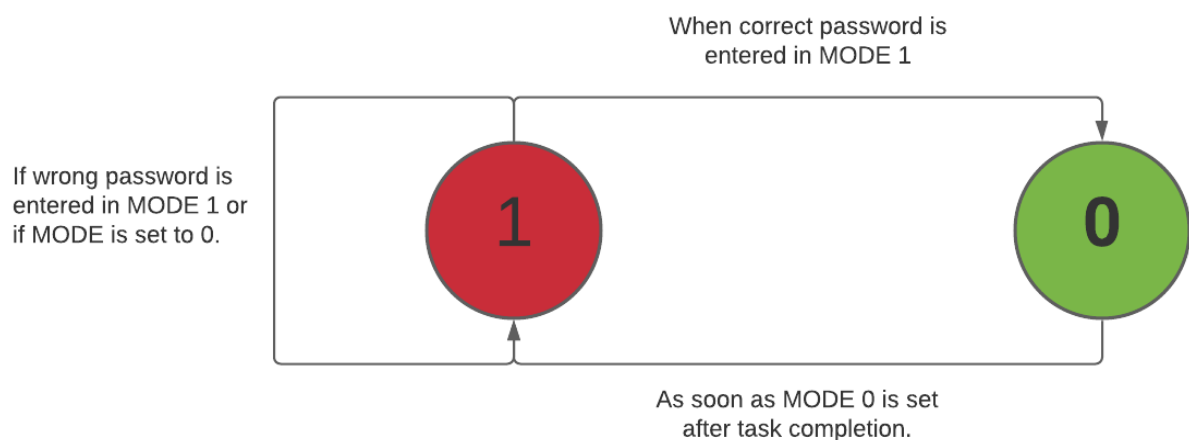 When correct password is
entered in MODE 1
If wrong password is
entered in MODE 1 or
if MODE is set to 0.
1
0
As soon as MODE 0 is set
after task completion.